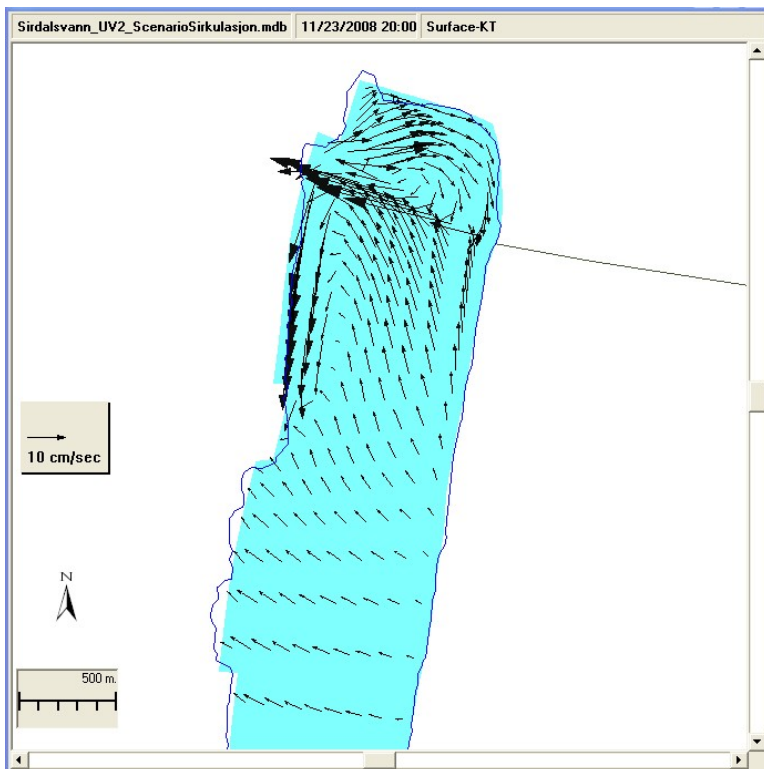 Sirdalsvann_UV2_ScenarioSirkulasjon.mdb 11/23/2008 20:00 Surface-KT
10 cm/sec
N
500 m.